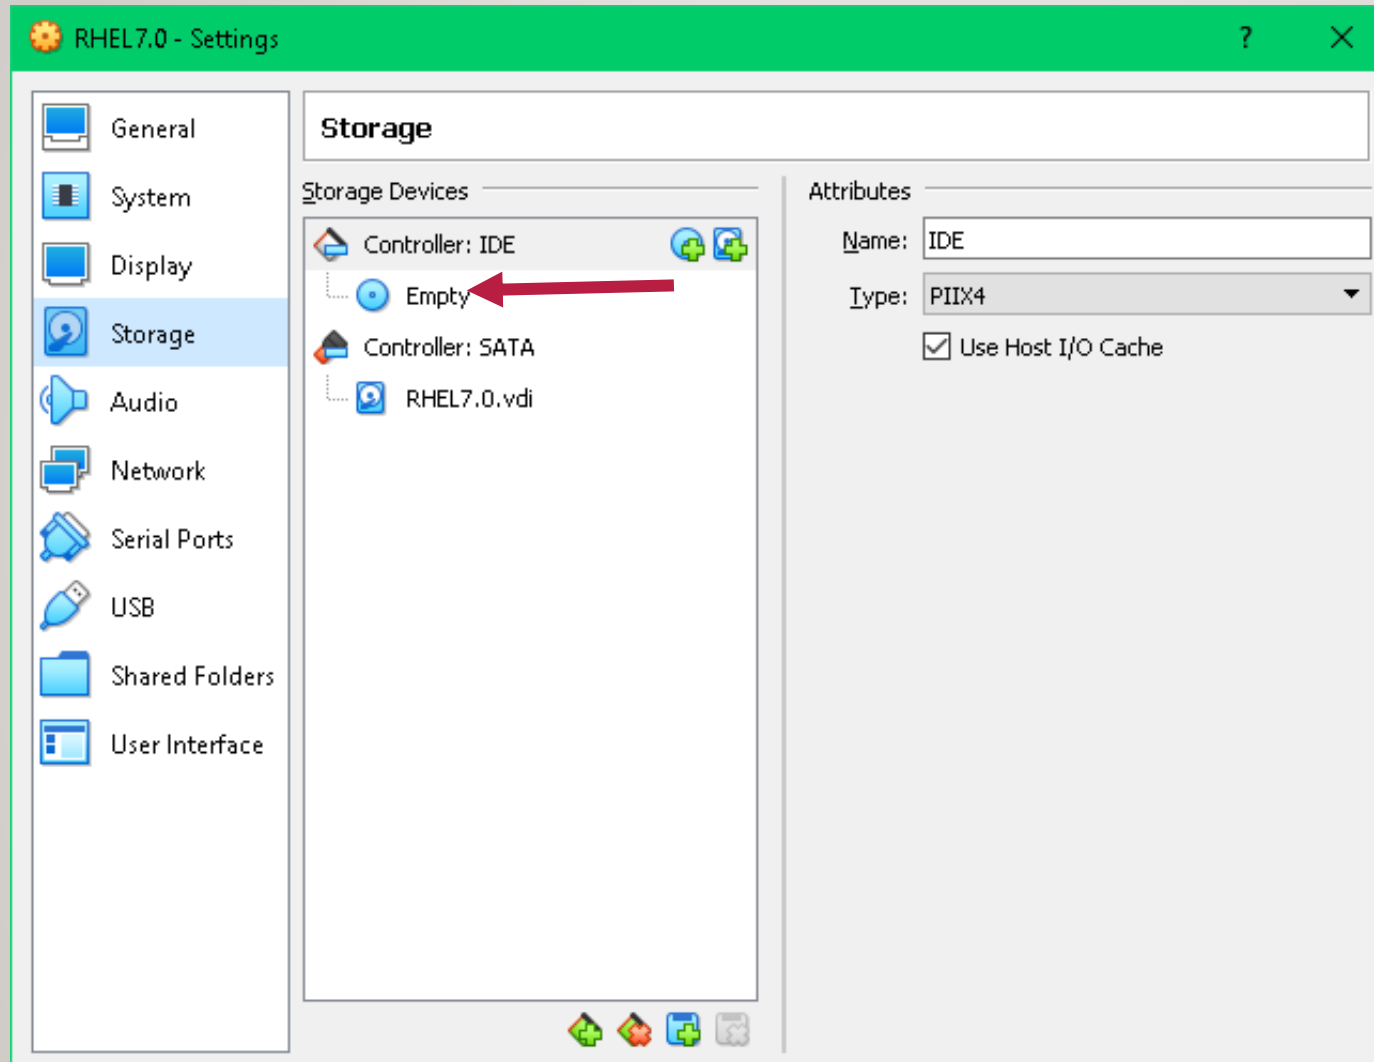 RHEL7.0 - Settings
?
General
System
Display
Storage
Audio
Network
Serial Ports
USB
Shared Folders
User Interface
Storage
Storage Devices
Controller: IDE
Empty
Controller: SATA
RHEL7.0.vdi
Attributes
Name: IDE
Type: PIIX4
Use Host I/O Cache